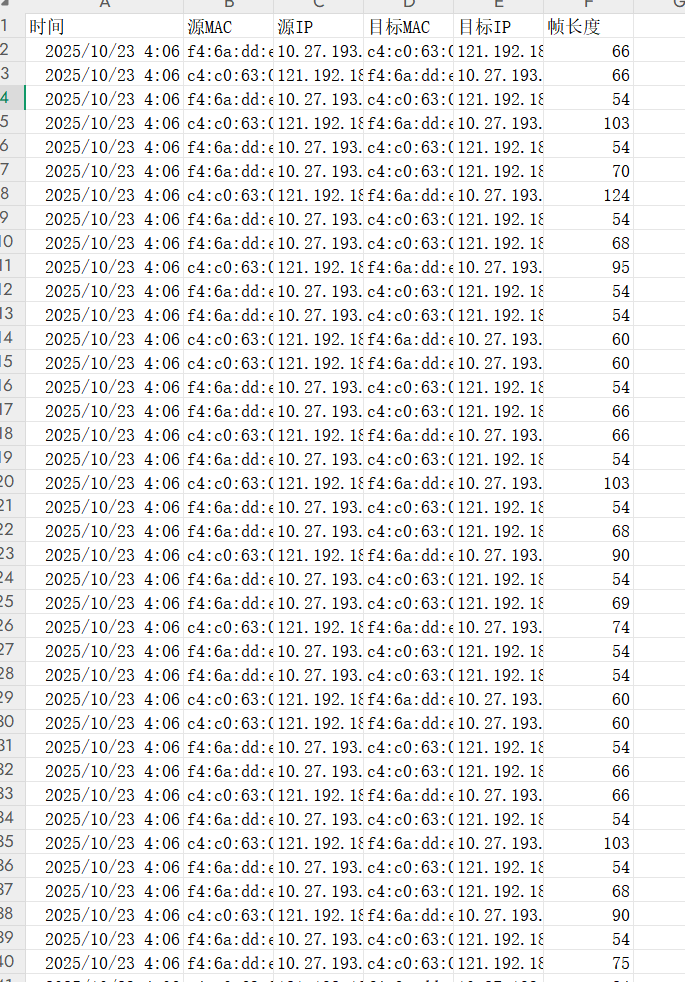 A B C D E F G
1 时间 源MAC 源IP 目标MAC 目标IP 帧长度
2 2025/10/23 4:06 f4:6a:dd:e 10.27.193. c4:c0:63:0 121.192.18 66
3 2025/10/23 4:06 c4:c0:63:0 121.192.18 f4:6a:dd:e 10.27.193. 66
4 2025/10/23 4:06 f4:6a:dd:e 10.27.193. c4:c0:63:0 121.192.18 54
5 2025/10/23 4:06 c4:c0:63:0 121.192.18 f4:6a:dd:e 10.27.193. 103
6 2025/10/23 4:06 f4:6a:dd:e 10.27.193. c4:c0:63:0 121.192.18 54
7 2025/10/23 4:06 f4:6a:dd:e 10.27.193. c4:c0:63:0 121.192.18 70
8 2025/10/23 4:06 c4:c0:63:0 121.192.18 f4:6a:dd:e 10.27.193. 124
9 2025/10/23 4:06 f4:6a:dd:e 10.27.193. c4:c0:63:0 121.192.18 54
10 2025/10/23 4:06 f4:6a:dd:e 10.27.193. c4:c0:63:0 121.192.18 68
11 2025/10/23 4:06 c4:c0:63:0 121.192.18 f4:6a:dd:e 10.27.193. 95
12 2025/10/23 4:06 f4:6a:dd:e 10.27.193. c4:c0:63:0 121.192.18 54
13 2025/10/23 4:06 f4:6a:dd:e 10.27.193. c4:c0:63:0 121.192.18 54
14 2025/10/23 4:06 c4:c0:63:0 121.192.18 f4:6a:dd:e 10.27.193. 60
15 2025/10/23 4:06 c4:c0:63:0 121.192.18 f4:6a:dd:e 10.27.193. 60
16 2025/10/23 4:06 f4:6a:dd:e 10.27.193. c4:c0:63:0 121.192.18 54
17 2025/10/23 4:06 f4:6a:dd:e 10.27.193. c4:c0:63:0 121.192.18 66
18 2025/10/23 4:06 c4:c0:63:0 121.192.18 f4:6a:dd:e 10.27.193. 66
19 2025/10/23 4:06 f4:6a:dd:e 10.27.193. c4:c0:63:0 121.192.18 54
20 2025/10/23 4:06 c4:c0:63:0 121.192.18 f4:6a:dd:e 10.27.193. 103
21 2025/10/23 4:06 f4:6a:dd:e 10.27.193. c4:c0:63:0 121.192.18 54
22 2025/10/23 4:06 f4:6a:dd:e 10.27.193. c4:c0:63:0 121.192.18 68
23 2025/10/23 4:06 c4:c0:63:0 121.192.18 f4:6a:dd:e 10.27.193. 90
24 2025/10/23 4:06 f4:6a:dd:e 10.27.193. c4:c0:63:0 121.192.18 54
25 2025/10/23 4:06 f4:6a:dd:e 10.27.193. c4:c0:63:0 121.192.18 69
26 2025/10/23 4:06 c4:c0:63:0 121.192.18 f4:6a:dd:e 10.27.193. 74
27 2025/10/23 4:06 f4:6a:dd:e 10.27.193. c4:c0:63:0 121.192.18 54
28 2025/10/23 4:06 f4:6a:dd:e 10.27.193. c4:c0:63:0 121.192.18 54
29 2025/10/23 4:06 c4:c0:63:0 121.192.18 f4:6a:dd:e 10.27.193. 60
30 2025/10/23 4:06 c4:c0:63:0 121.192.18 f4:6a:dd:e 10.27.193. 60
31 2025/10/23 4:06 f4:6a:dd:e 10.27.193. c4:c0:63:0 121.192.18 54
32 2025/10/23 4:06 f4:6a:dd:e 10.27.193. c4:c0:63:0 121.192.18 66
33 2025/10/23 4:06 c4:c0:63:0 121.192.18 f4:6a:dd:e 10.27.193. 66
34 2025/10/23 4:06 f4:6a:dd:e 10.27.193. c4:c0:63:0 121.192.18 54
35 2025/10/23 4:06 c4:c0:63:0 121.192.18 f4:6a:dd:e 10.27.193. 103
36 2025/10/23 4:06 f4:6a:dd:e 10.27.193. c4:c0:63:0 121.192.18 54
37 2025/10/23 4:06 f4:6a:dd:e 10.27.193. c4:c0:63:0 121.192.18 68
38 2025/10/23 4:06 c4:c0:63:0 121.192.18 f4:6a:dd:e 10.27.193. 90
39 2025/10/23 4:06 f4:6a:dd:e 10.27.193. c4:c0:63:0 121.192.18 54
40 2025/10/23 4:06 f4:6a:dd:e 10.27.193. c4:c0:63:0 121.192.18 75